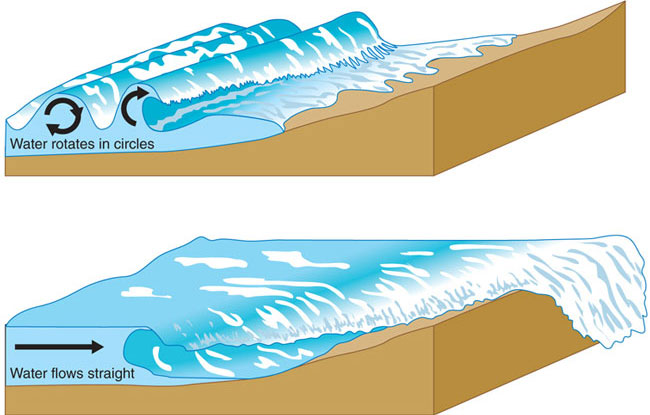 Water rotates in circles
Water flows straight